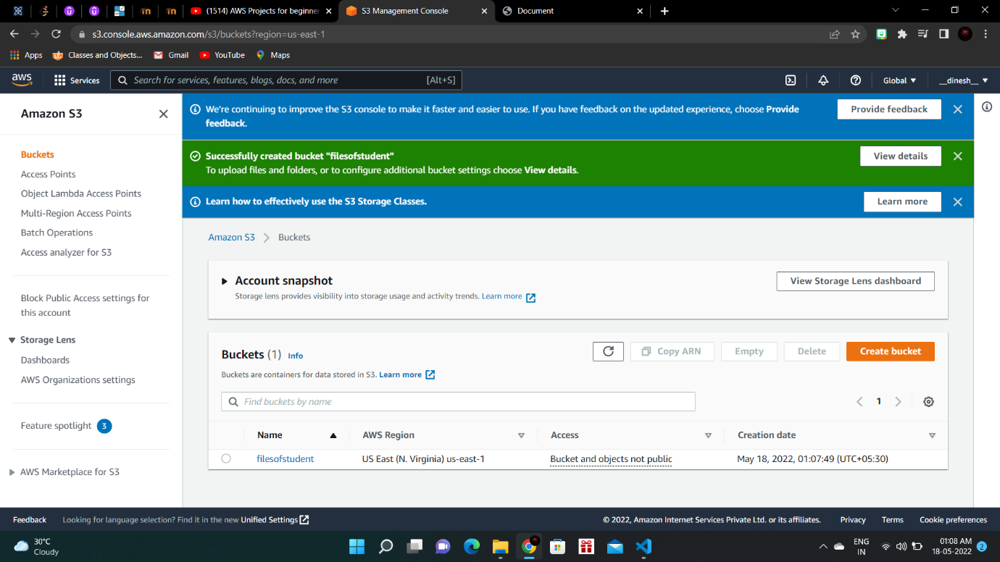 (1514) AWS Projects for beginner
S3 Management Console
Document
s3.console.aws.amazon.com/s3/buckets?region=us-east-1
Apps
Classes and Objects...
Gmail
YouTube
Maps
aws
Services
Search for services, features, blogs, docs, and more
[Alt+S]
Global
__dinesh__
Amazon S3
Buckets
Access Points
Object Lambda Access Points
Multi-Region Access Points
Batch Operations
Access analyzer for S3
Block Public Access settings for
this account
Storage Lens
Dashboards
AWS Organizations settings
Feature spotlight 3
AWS Marketplace for S3
We're continuing to improve the S3 console to make it faster and easier to use. If you have feedback on the updated experience, choose Provide
feedback.
Provide feedback
Successfully created bucket "filesofstudent"
To upload files and folders, or to configure additional bucket settings choose View details.
View details
Learn how to effectively use the S3 Storage Classes.
Learn more
Amazon S3
Buckets
Account snapshot
Storage lens provides visibility into storage usage and activity trends. Learn more
View Storage Lens dashboard
Buckets (1) Info
Copy ARN
Empty
Delete
Create bucket
Buckets are containers for data stored in S3. Learn more
Find buckets by name
1
Name
AWS Region
Access
Creation date
filesofstudent
US East (N. Virginia) us-east-1
Bucket and objects not public
May 18, 2022, 01:07:49 (UTC+05:30)
Feedback
Looking for language selection? Find it in the new Unified Settings
© 2022, Amazon Internet Services Private Ltd. or its affiliates.
Privacy
Terms
Cookie preferences
30°C
Cloudy
ENG
IN
01:08 AM
18-05-2022
2